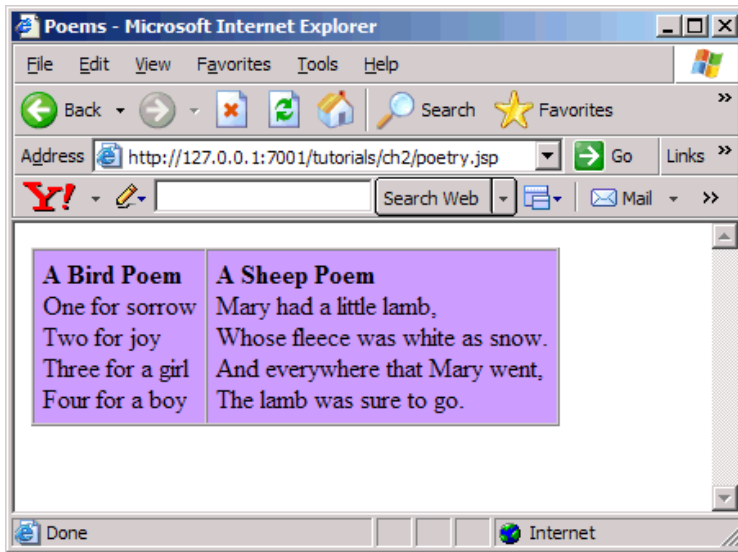 Poems - Microsoft Internet Explorer
File Edit View Favorites Tools Help
Back Search Favorites »
Address http://127.0.0.1:7001/tutorials/ch2/poetry.jsp Go Links »
Y! Search Web Mail »
A Bird Poem
One for sorrow
Two for joy
Three for a girl
Four for a boy
A Sheep Poem
Mary had a little lamb,
Whose fleece was white as snow.
And everywhere that Mary went,
The lamb was sure to go.
Done Internet